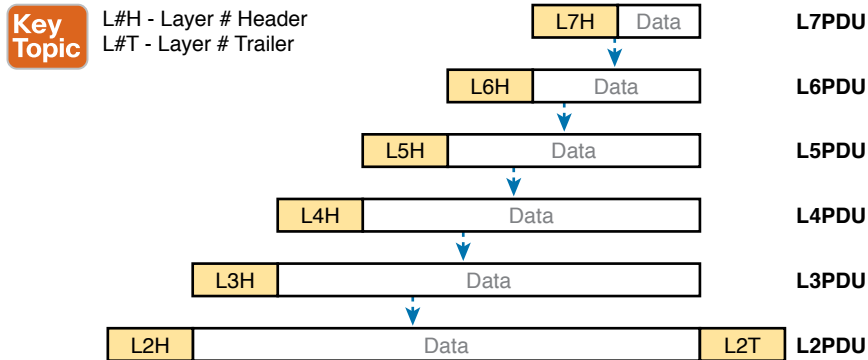 Key
Topic
L#H - Layer # Header
L#T - Layer # Trailer
L7H Data L7PDU
L6H Data L6PDU
L5H Data L5PDU
L4H Data L4PDU
L3H Data L3PDU
L2H Data L2T L2PDU